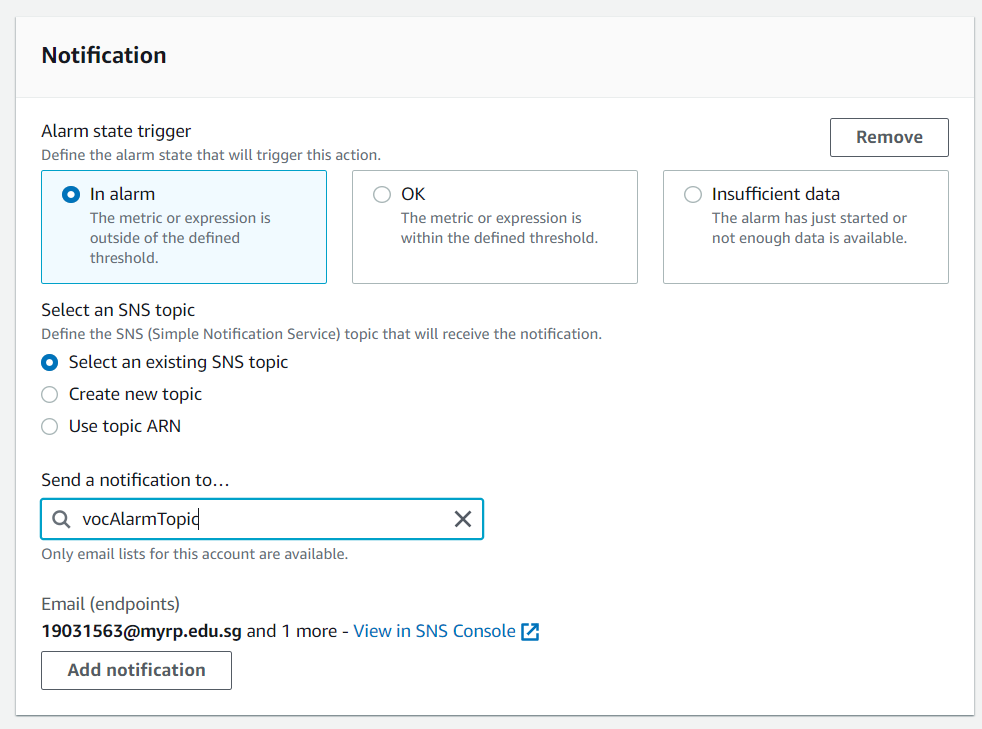 Notification
Alarm state trigger
Define the alarm state that will trigger this action.
Remove
In alarm
The metric or expression is
outside of the defined
threshold.
OK
The metric or expression is
within the defined threshold.
Insufficient data
The alarm has just started or
not enough data is available.
Select an SNS topic
Define the SNS (Simple Notification Service) topic that will receive the notification.
Select an existing SNS topic
Create new topic
Use topic ARN
Send a notification to…
vocAlarmTopic
Only email lists for this account are available.
Email (endpoints)
19031563@myrp.edu.sg and 1 more - View in SNS Console
Add notification